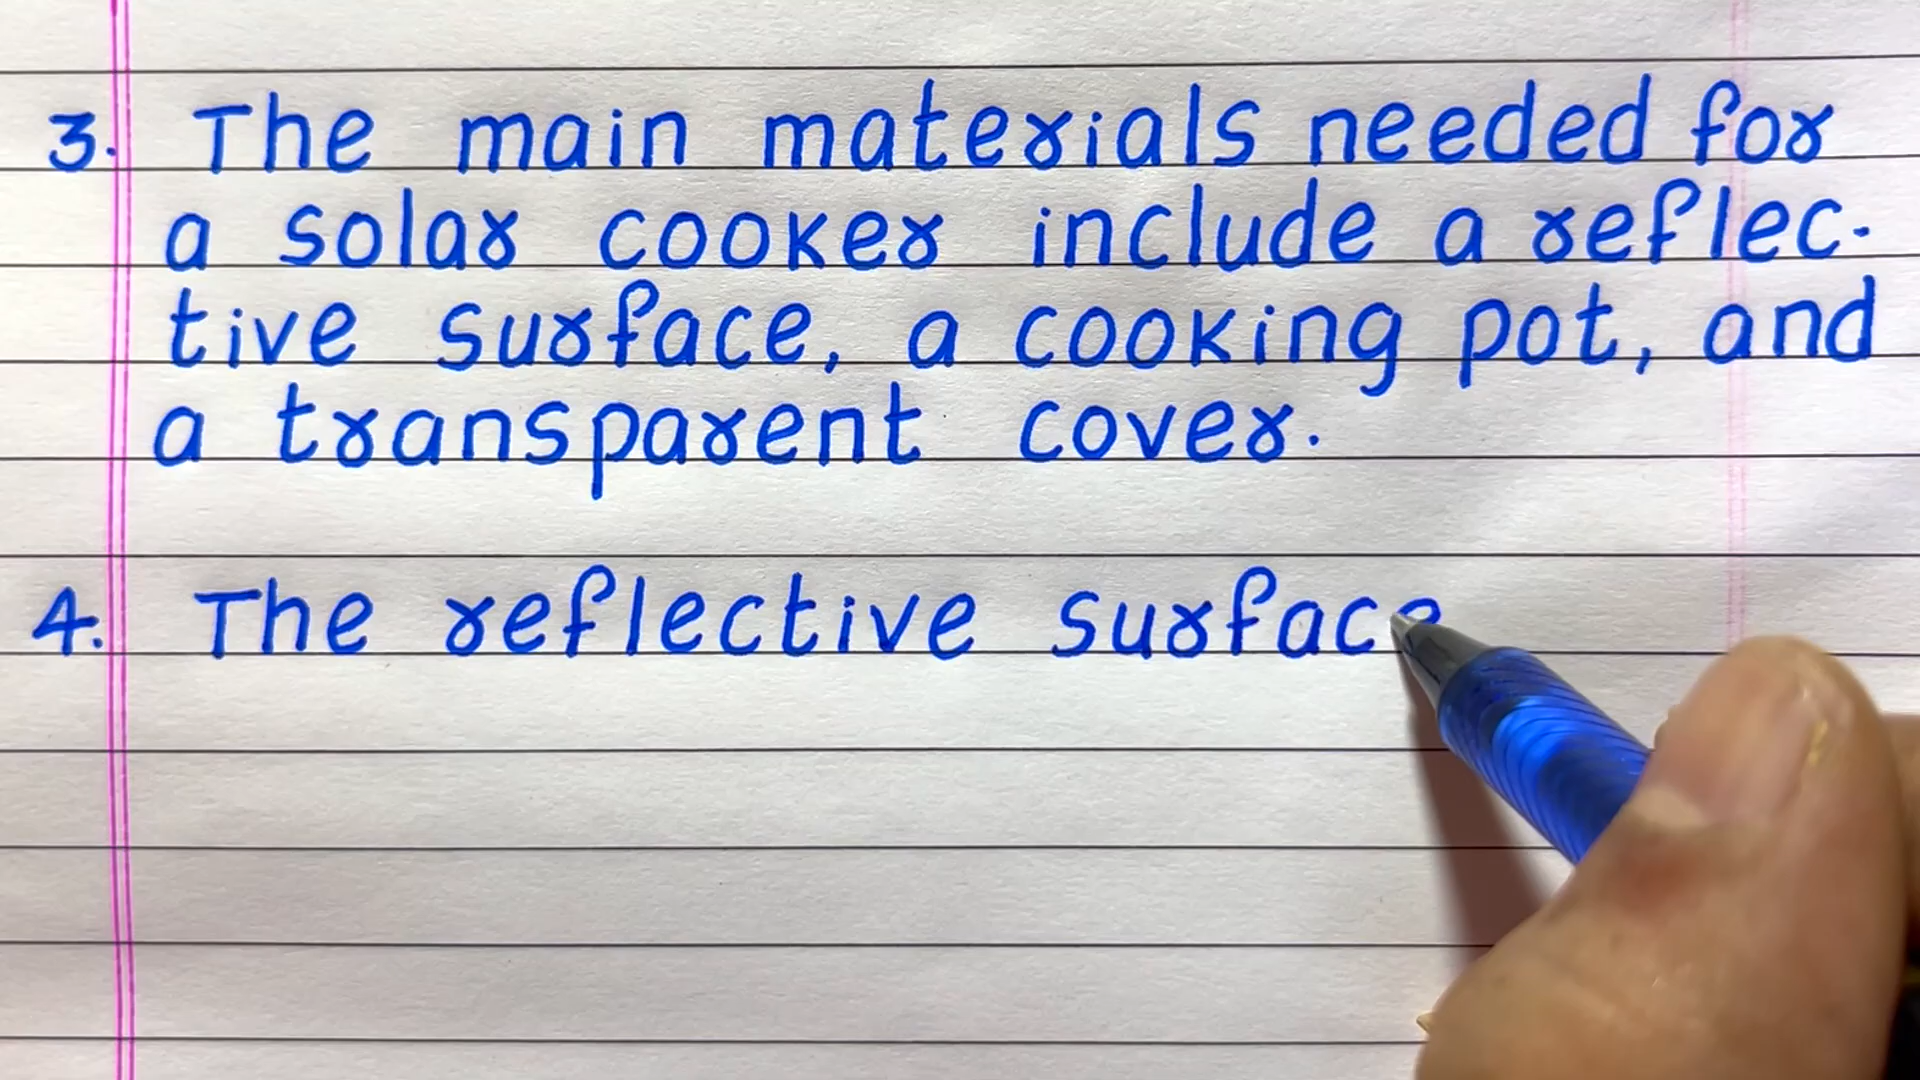 3. The main materials needed for
a solar cooker include a reflec-
tive surface, a cooking pot, and
a transparent cover.
4. The reflective surface